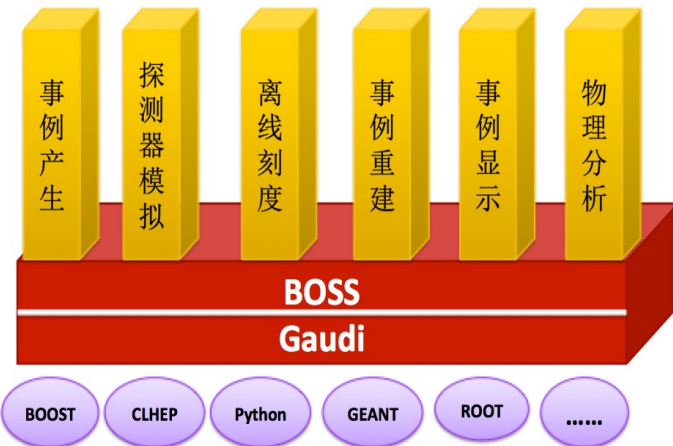 事例产生
探测器模拟
离线刻度
事例重建
事例显示
物理分析
BOSS
Gaudi
BOOST
CLHEP
Python
GEANT
ROOT
……